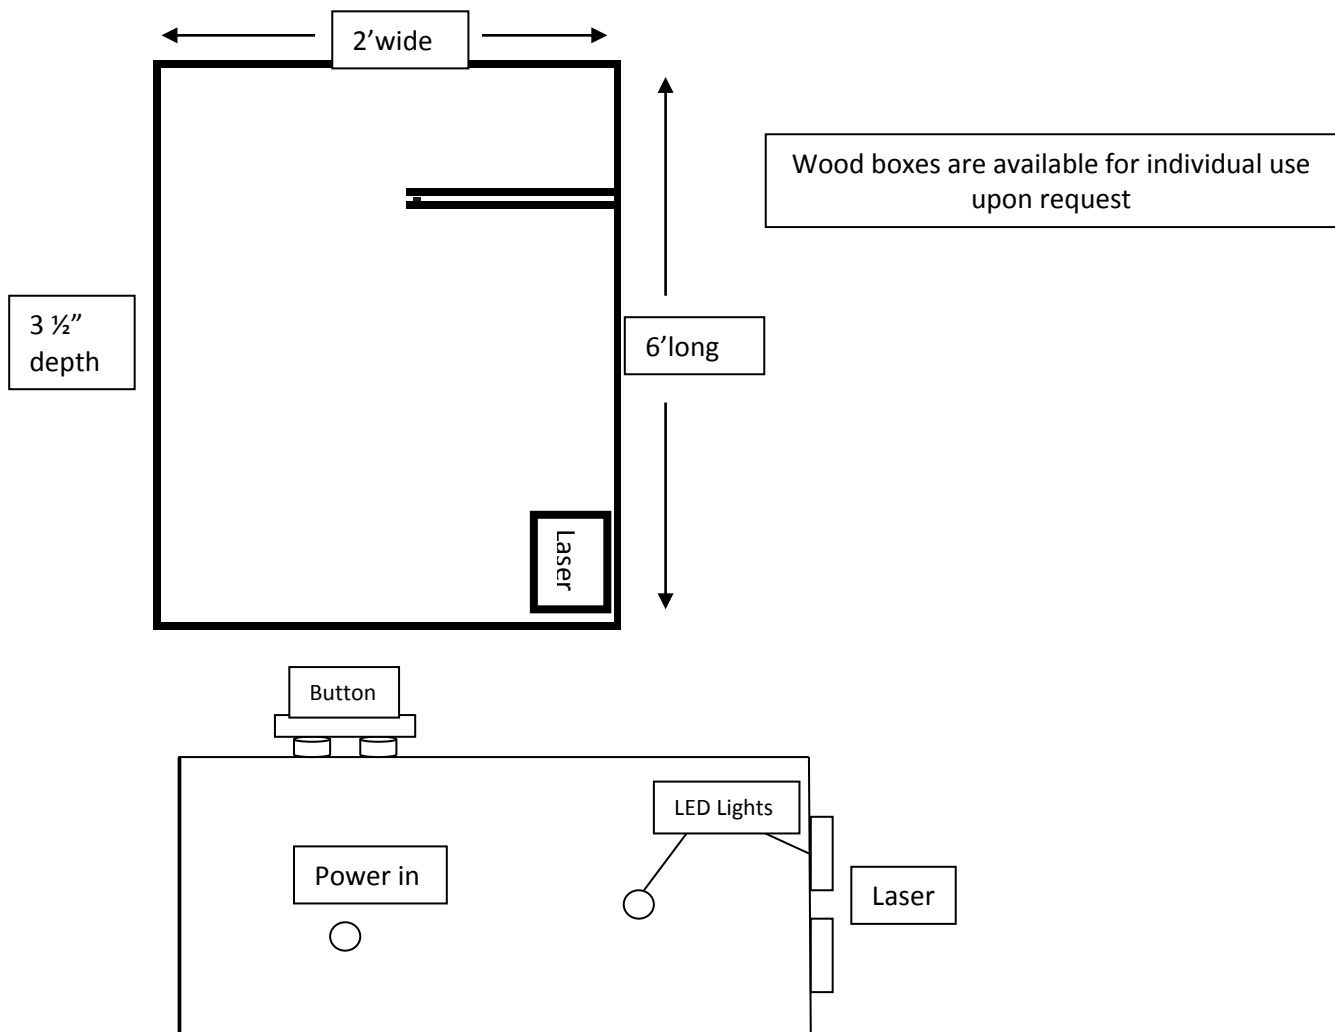 2’wide
Wood boxes are available for individual use
upon request
3 ½”
depth
6’long
Laser
Button
LED Lights
Power in
Laser